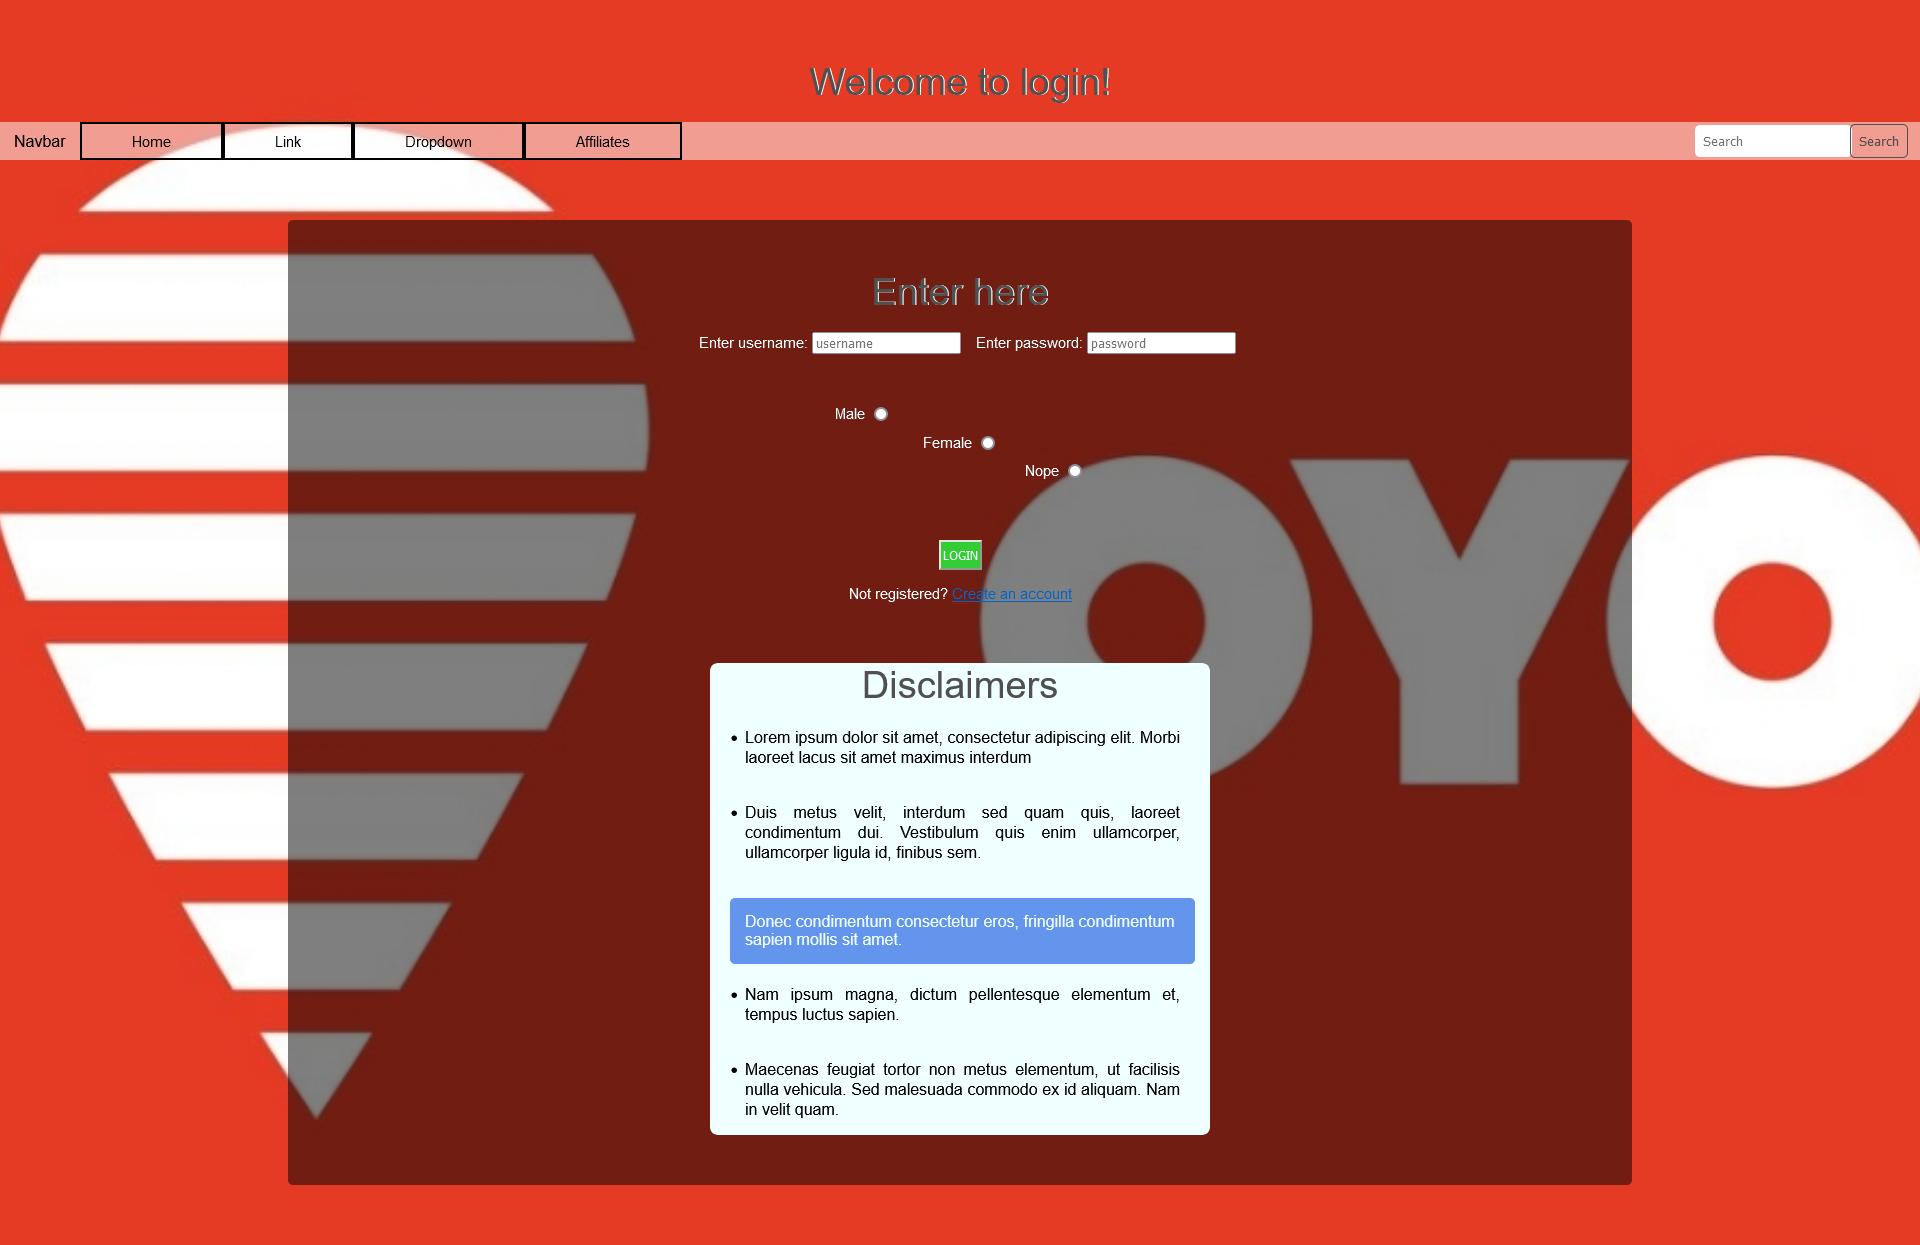 Welcome to login!
Navbar Home Link Dropdown Affiliates Search Search
Enter here
Enter username: username Enter password: password
Male
Female
Nope
OYO
LOGIN
Not registered? Create an account
Disclaimers
• Lorem ipsum dolor sit amet, consectetur adipiscing elit. Morbi
laoreet lacus sit amet maximus interdum
• Duis metus velit, interdum sed quam quis, laoreet
condimentum dui. Vestibulum quis enim ullamcorper,
ullamcorper ligula id, finibus sem.
Donec condimentum consectetur eros, fringilla condimentum
sapien mollis sit amet.
• Nam ipsum magna, dictum pellentesque elementum et,
tempus luctus sapien.
• Maecenas feugiat tortor non metus elementum, ut facilisis
nulla vehicula. Sed malesuada commodo ex id aliquam. Nam
in velit quam.